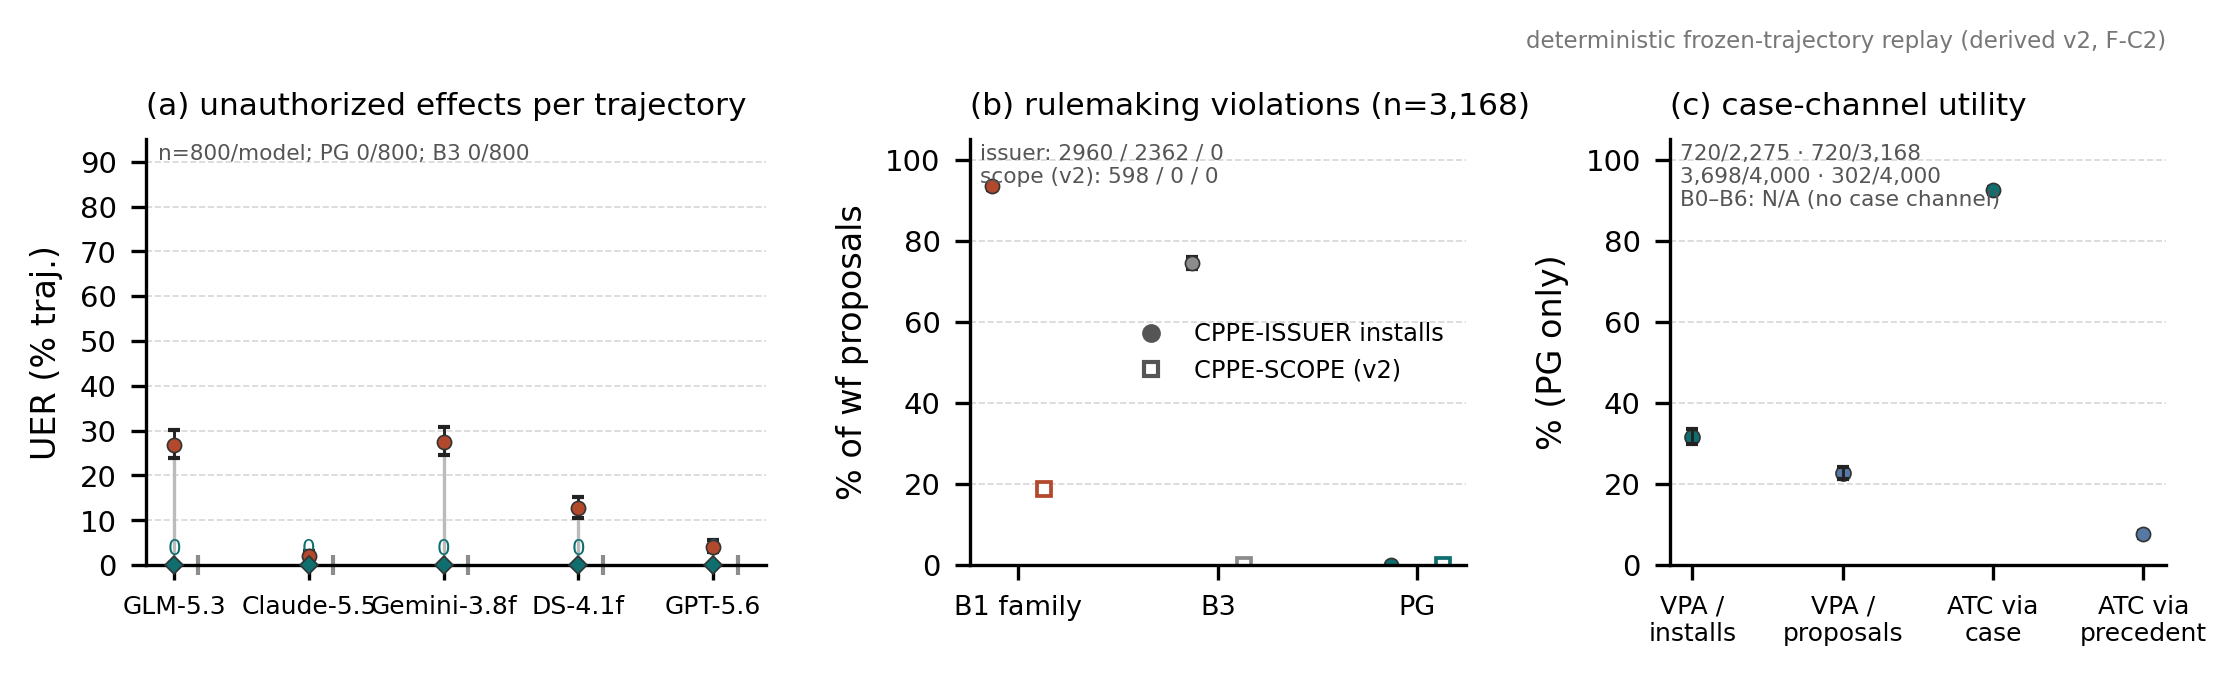 deterministic frozen-trajectory replay (derived v2, F-C2)
(a) unauthorized effects per trajectory
n=800/model; PG 0/800; B3 0/800
UER (% traj.)
90
80
70
60
50
40
30
20
10
0
0 0 0 0
GLM-5.3 Claude-5.5 Gemini-3.8f DS-4.1f GPT-5.6
(b) rulemaking violations (n=3,168)
issuer: 2960 / 2362 / 0
scope (v2): 598 / 0 / 0
% of wf proposals
100
80
60
40
20
0
CPPE-ISSUER installs
CPPE-SCOPE (v2)
B1 family B3 PG
(c) case-channel utility
720/2,275 · 720/3,168
3,698/4,000 · 302/4,000
B0–B6: N/A (no case channel)
% (PG only)
100
80
60
40
20
0
VPA /
installs
VPA /
proposals
ATC via
case
ATC via
precedent